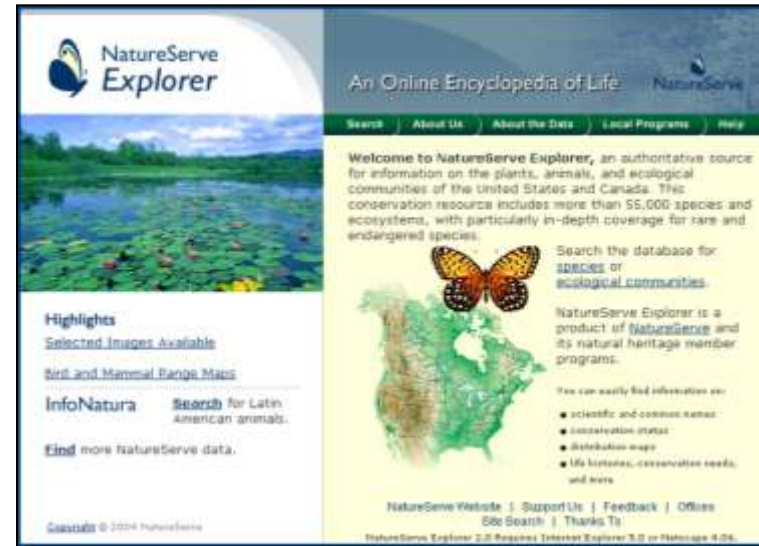 NatureServe
Explorer
An Online Encyclopedia of Life
NatureServe
Search ) About Us ) About the Data ) Local Programs ) Help
Welcome to NatureServe Explorer, an authoritative source
for information on the plants, animals, and ecological
communities of the United States and Canada. This
conservation resource includes more than 55,000 species and
ecosystems, with particularly in-depth coverage for rare and
endangered species.
Search the database for
species or
ecological communities.
NatureServe Explorer is a
product of NatureServe and
its natural heritage member
programs.
You can easily find information on:
● scientific and common names
● conservation status
● distribution maps
● life histories, conservation needs,
and more
Highlights
Selected Images Available
Bird and Mammal Range Maps
InfoNatura
Search for Latin
American animals.
Find more NatureServe data.
Copyright © 2004 NatureServe
NatureServe Website | Support Us | Feedback | Offices
Site Search | Thanks To
NatureServe Explorer 2.0 Requires Internet Explorer 5.0 or Netscape 4.06.